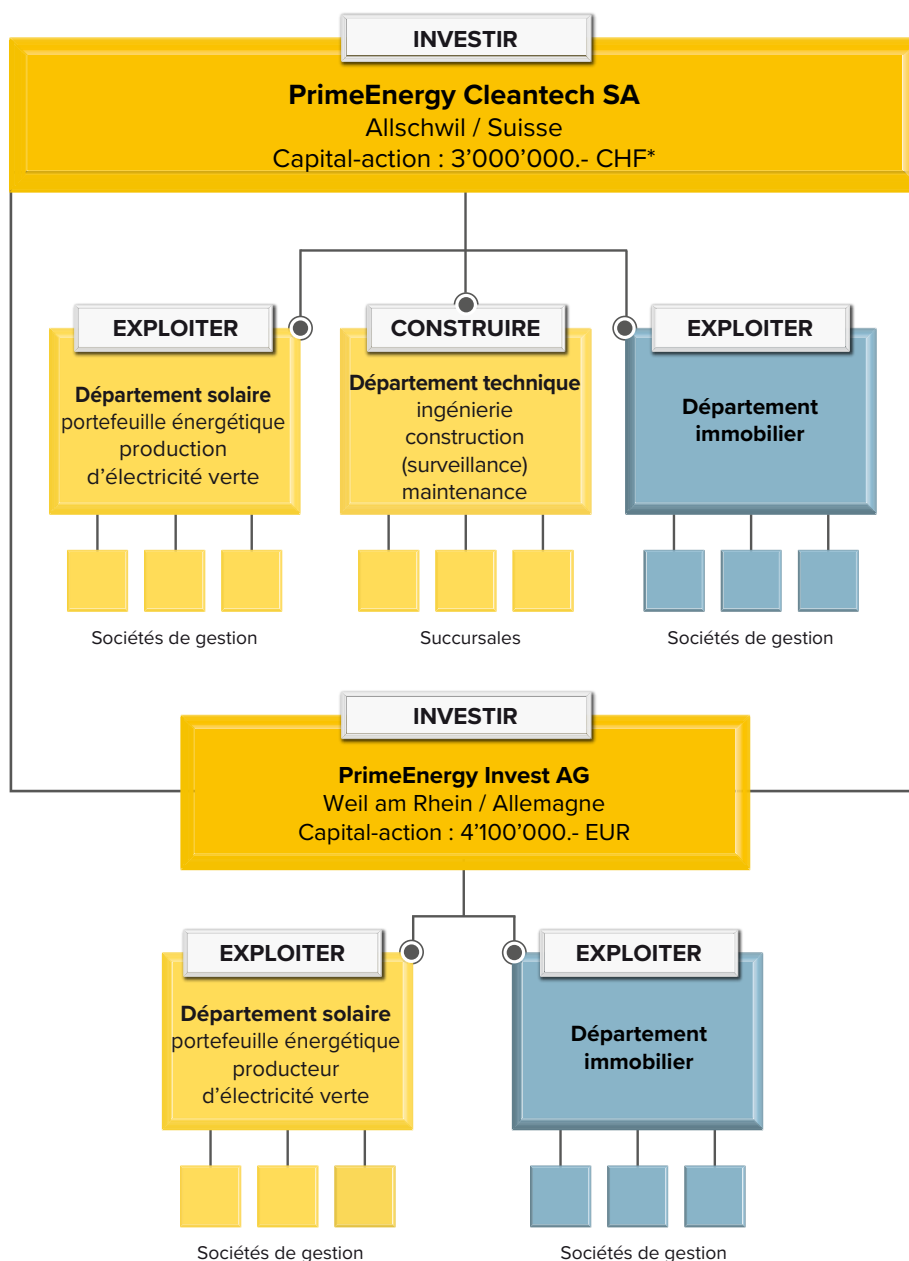 INVESTIR
PrimeEnergy Cleantech SA
Allschwil / Suisse
Capital-action : 3’000’000.- CHF*
EXPLOITER
Département solaire
portefeuille énergétique
production
d’électricité verte
Sociétés de gestion
CONSTRUIRE
Département technique
ingénierie
construction
(surveillance)
maintenance
Succursales
EXPLOITER
Département
immobilier
Sociétés de gestion
INVESTIR
PrimeEnergy Invest AG
Weil am Rhein / Allemagne
Capital-action : 4’100’000.- EUR
EXPLOITER
Département solaire
portefeuille énergétique
producteur
d’électricité verte
Sociétés de gestion
EXPLOITER
Département
immobilier
Sociétés de gestion